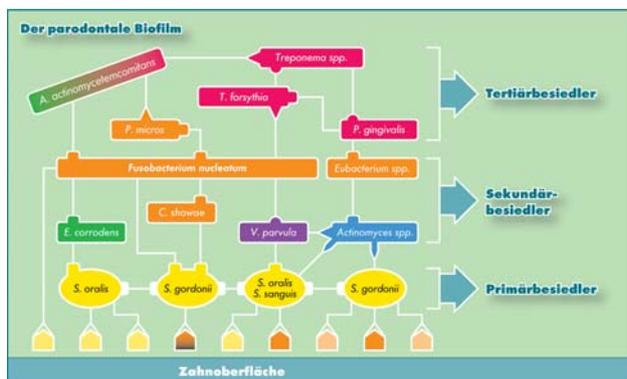 Der parodontale Biofilm
Treponema spp.
A. actinomycetemcomitans
T. forsythia
Tertiärbesiedler
P. micros
P. gingivalis
Fusobacterium nucleatum
Eubacterium spp.
Sekundär-
besiedler
C. showae
E. corrodens
V. parvula
Actinomyces spp.
S. oralis
S. gordonii
S. oralis
S. sanguis
S. gordonii
Primärbesiedler
Zahnoberfläche